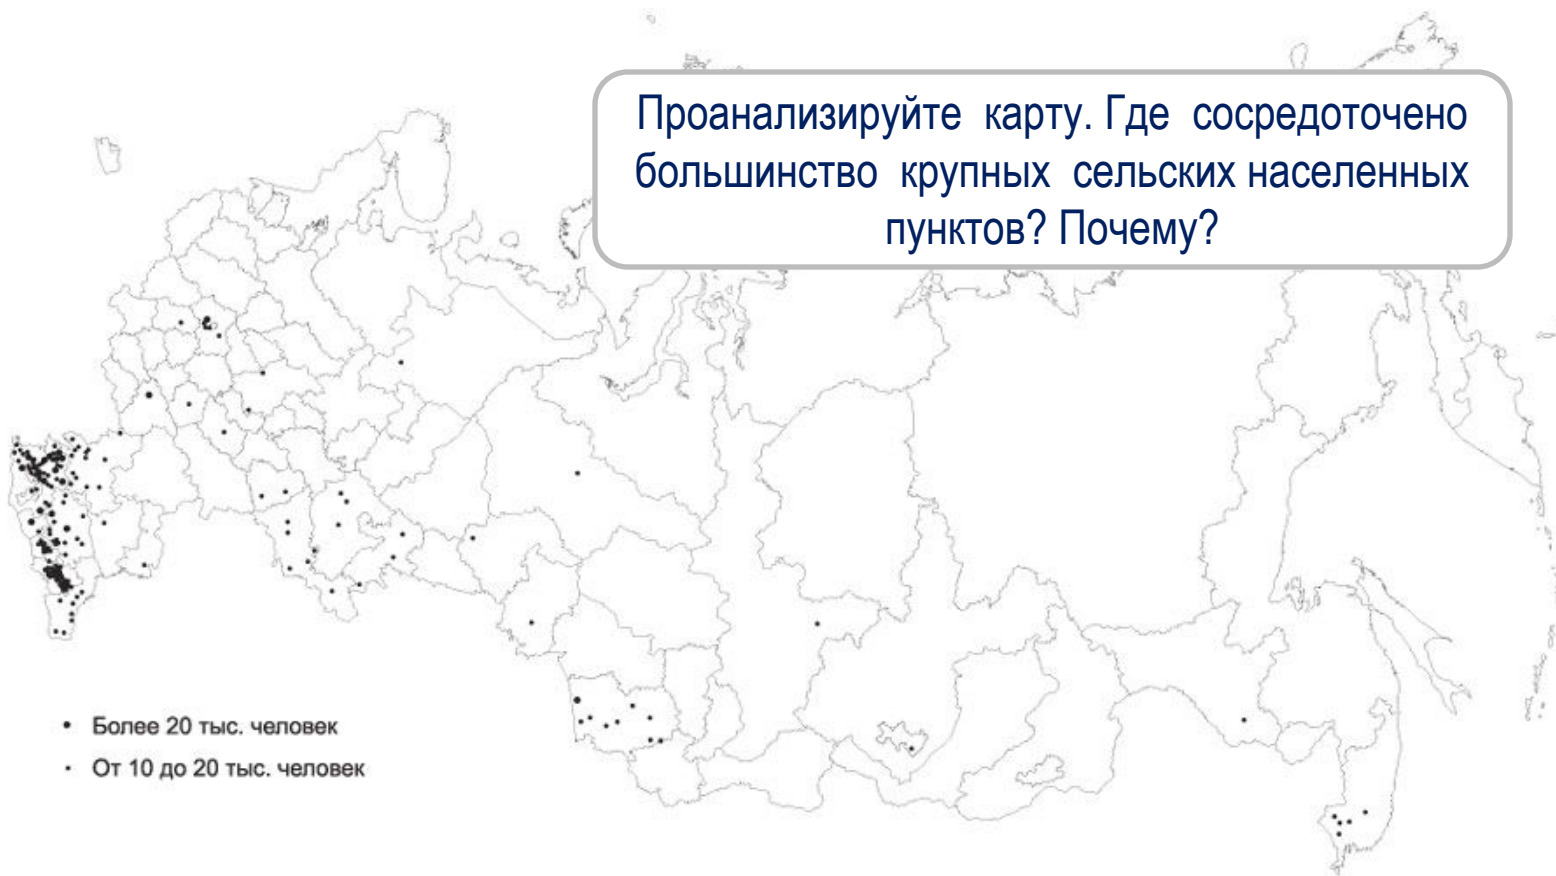 Проанализируйте карту. Где сосредоточено
большинство крупных сельских населенных
пунктов? Почему?
Более 20 тыс. человек
От 10 до 20 тыс. человек